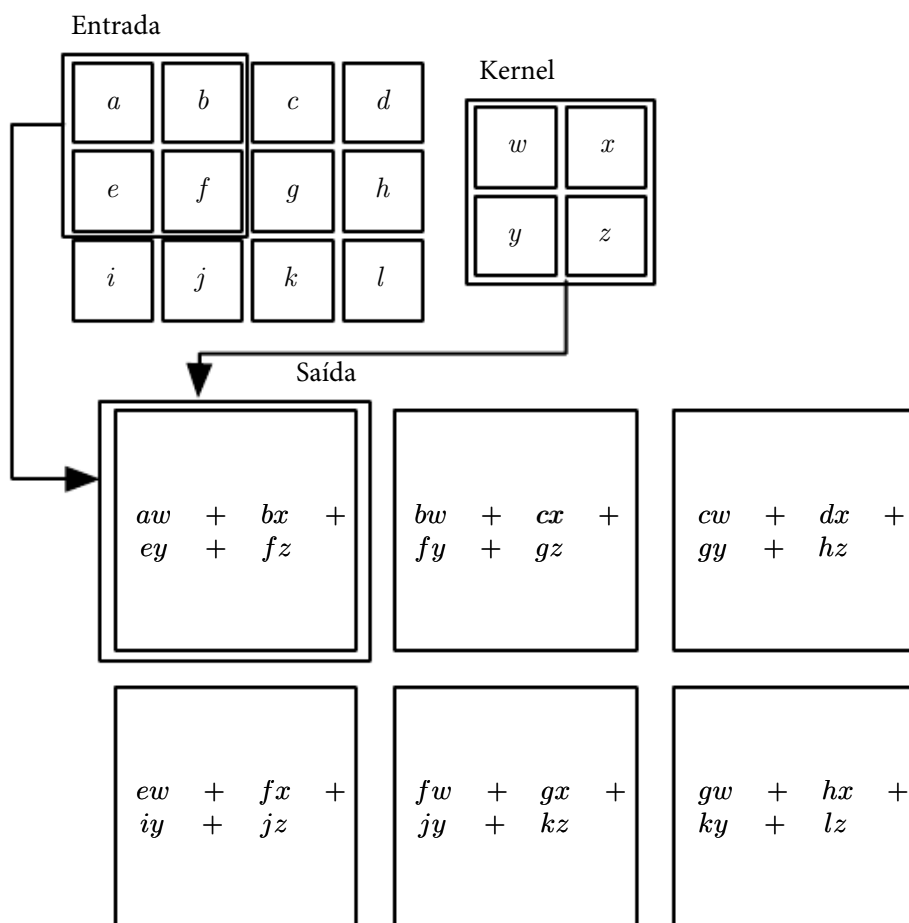 Entrada
a b c d
e f g h
i j k l
Kernel
w x
y z
Saída
aw + bx +
ey + fz
bw + cx +
fy + gz
cw + dx +
gy + hz
ew + fx +
iy + jz
fw + gx +
jy + kz
gw + hx +
ky + lz